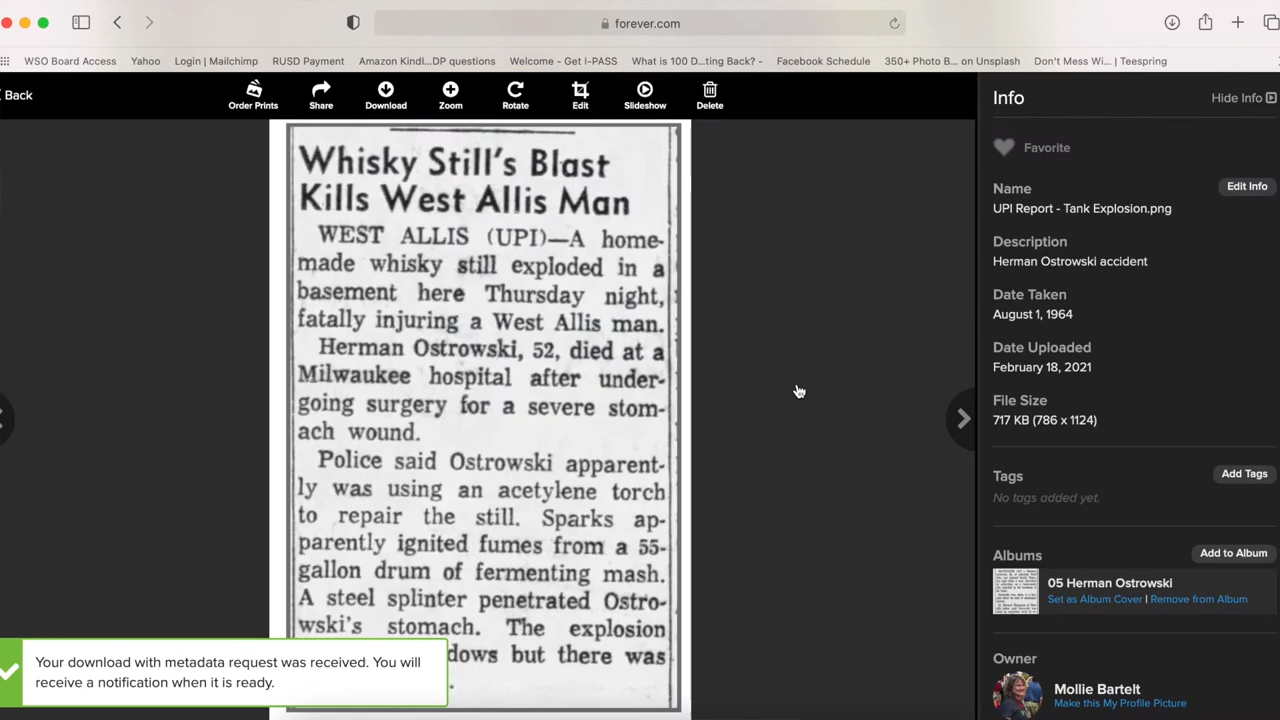 forever.com
WSO Board Access
Yahoo
Login | Mailchimp
RUSD Payment
Amazon Kindl...DP questions
Welcome - Get I-PASS
What is 100 D...ting Back? -
Facebook Schedule
350+ Photo B... on Unsplash
Don't Mess Wi... | Teespring
Back
Order Prints
Share
Download
Zoom
Rotate
Edit
Slideshow
Delete
Whisky Still's Blast
Kills West Allis Man
WEST ALLIS (UPI)—A home-
made whisky still exploded in a
basement here Thursday night,
fatally injuring a West Allis man.
Herman Ostrowski, 52, died at a
Milwaukee hospital after under-
going surgery for a severe stom-
ach wound.
Police said Ostrowski apparent-
ly was using an acetylene torch
to repair the still. Sparks ap-
parently ignited fumes from a 55-
gallon drum of fermenting mash.
A steel splinter penetrated Ostro-
wski's stomach. The explosion
dows but there was
Your download with metadata request was received. You will
receive a notification when it is ready.
Info
Hide Info
Favorite
Name
Edit Info
UPI Report - Tank Explosion.png
Description
Herman Ostrowski accident
Date Taken
August 1, 1964
Date Uploaded
February 18, 2021
File Size
717 KB (786 x 1124)
Tags
Add Tags
No tags added yet.
Albums
Add to Album
05 Herman Ostrowski
Set as Album Cover | Remove from Album
Owner
Mollie Bartelt
Make this My Profile Picture